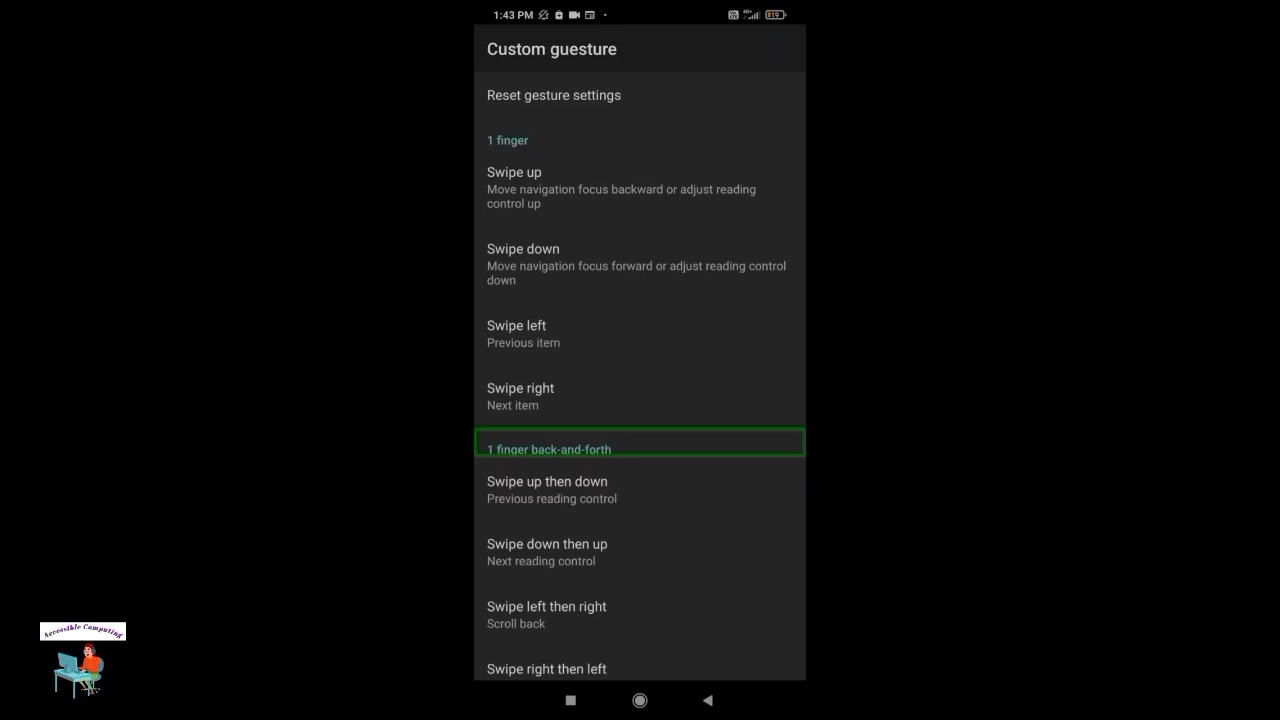 1:43 PM
Custom guesture
Reset gesture settings
1 finger
Swipe up
Move navigation focus backward or adjust reading
control up
Swipe down
Move navigation focus forward or adjust reading control
down
Swipe left
Previous item
Swipe right
Next item
1 finger back-and-forth
Swipe up then down
Previous reading control
Swipe down then up
Next reading control
Swipe left then right
Scroll back
Swipe right then left
Accessible Computing